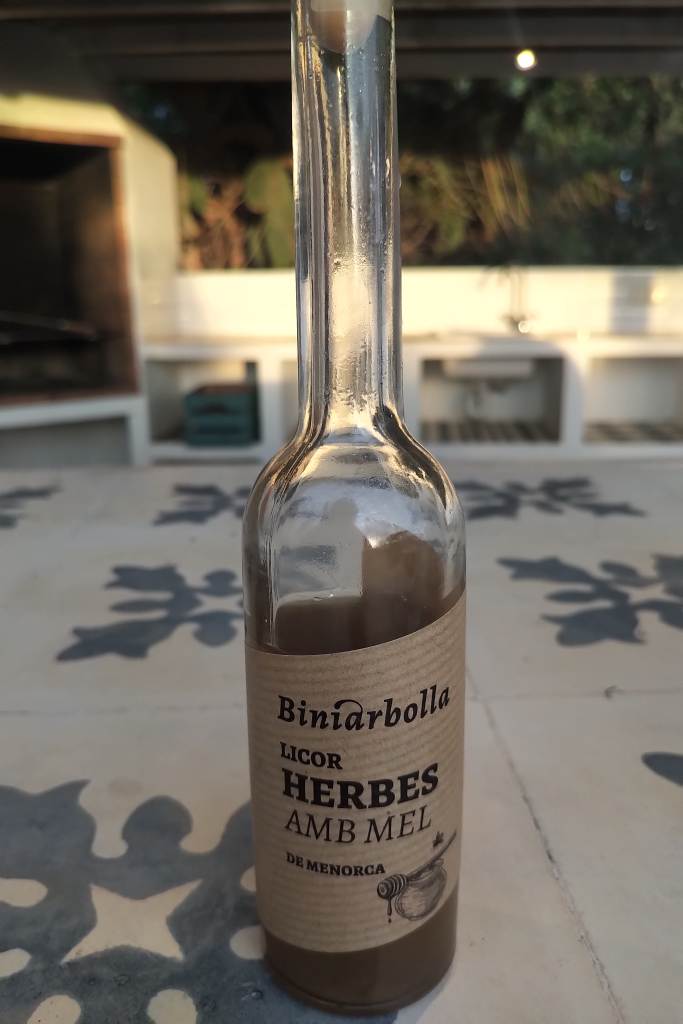 Biniarbolla
LICOR
HERBES
AMB MEL
DE MENORCA